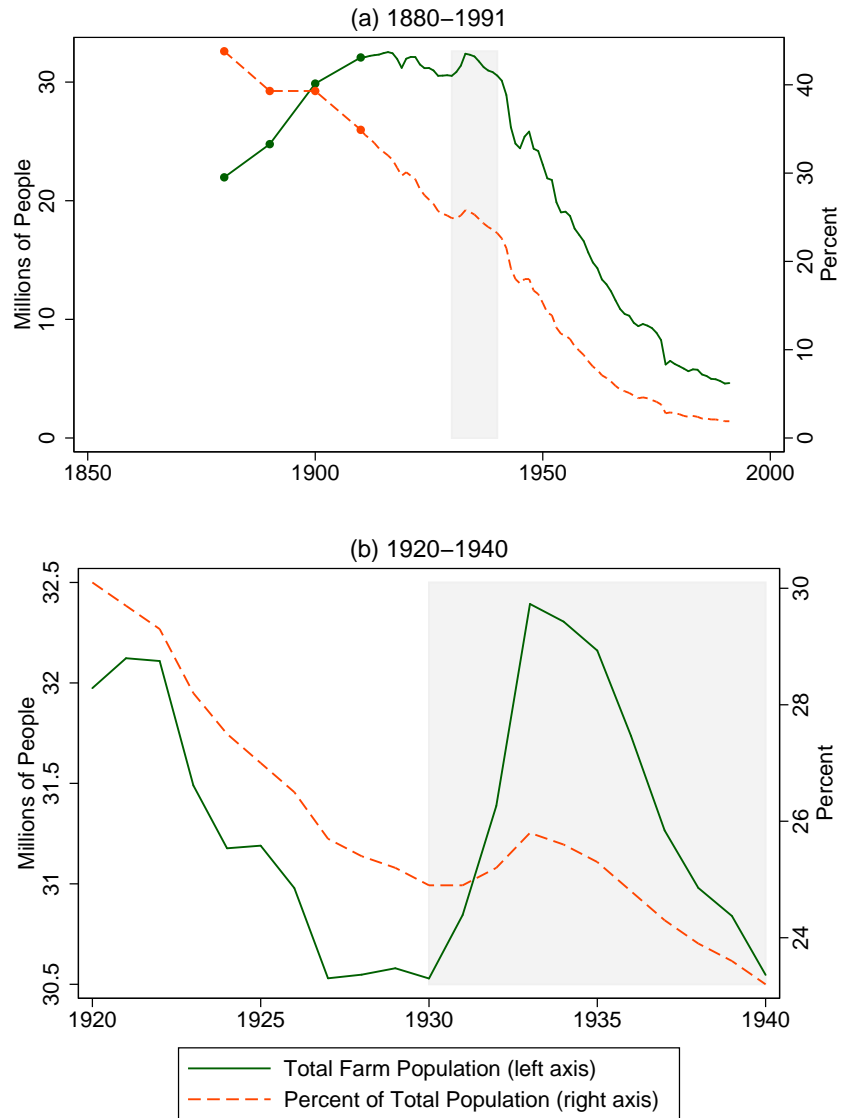 (a) 1880–1991
Millions of People
0 10 20 30
Percent
0 10 20 30 40
1850 1900 1950 2000
(b) 1920–1940
Millions of People
30.5 31 31.5 32 32.5
Percent
24 26 28 30
1920 1925 1930 1935 1940
Total Farm Population (left axis)
Percent of Total Population (right axis)